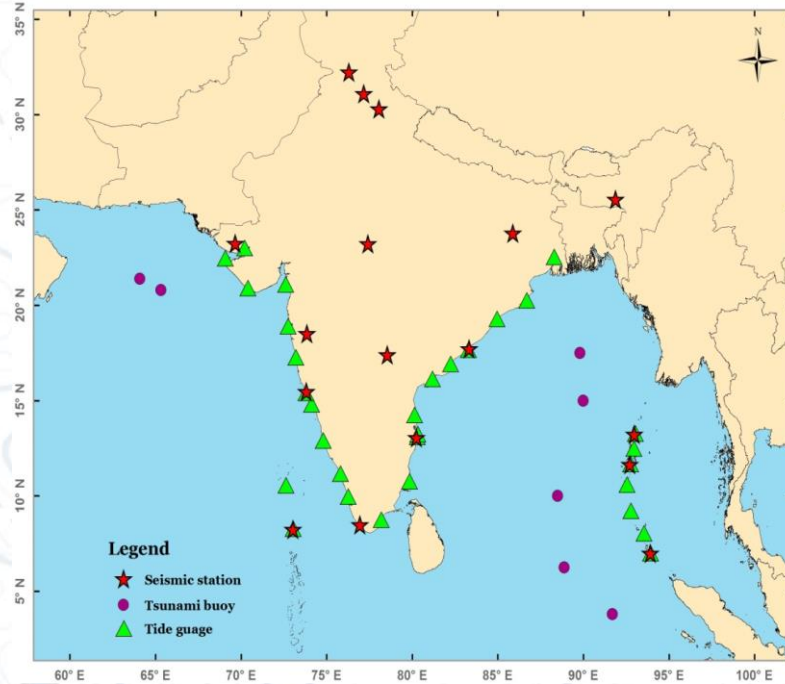 N
35° N
30° N
25° N
20° N
15° N
10° N
5° N
Legend
Seismic station
Tsunami buoy
Tide guage
60° E 65° E 70° E 75° E 80° E 85° E 90° E 95° E 100° E